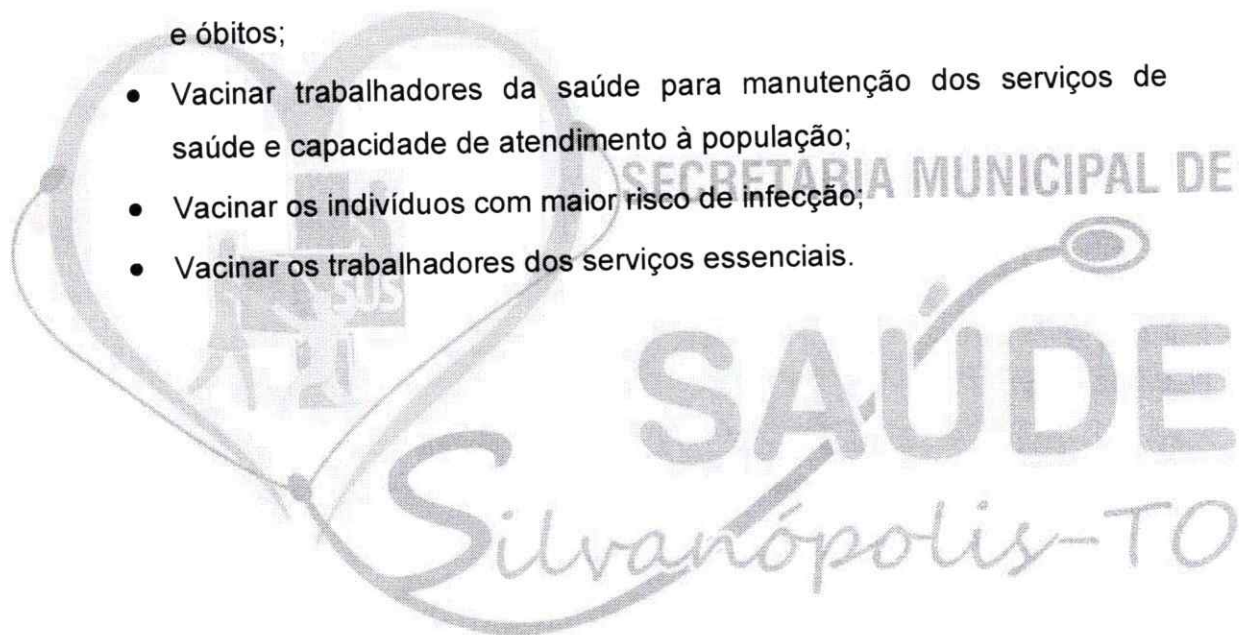 e óbitos;
● Vacinar trabalhadores da saúde para manutenção dos serviços de
saúde e capacidade de atendimento à população;
● Vacinar os indivíduos com maior risco de infecção;
● Vacinar os trabalhadores dos serviços essenciais.
SECRETARIA MUNICIPAL DE
SUS
SAÚDE
Silvanópolis-TO